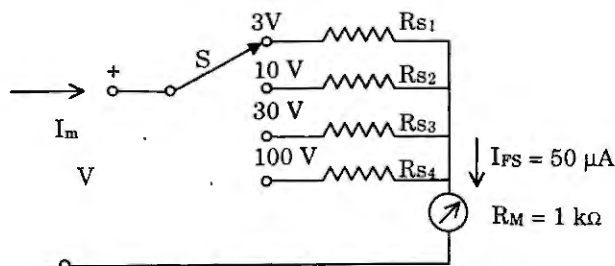 3V Rs1
S
+ 10 V Rs2
Im 30 V Rs3
V 100 V Rs4
IFS = 50 µA
RM = 1 kΩ